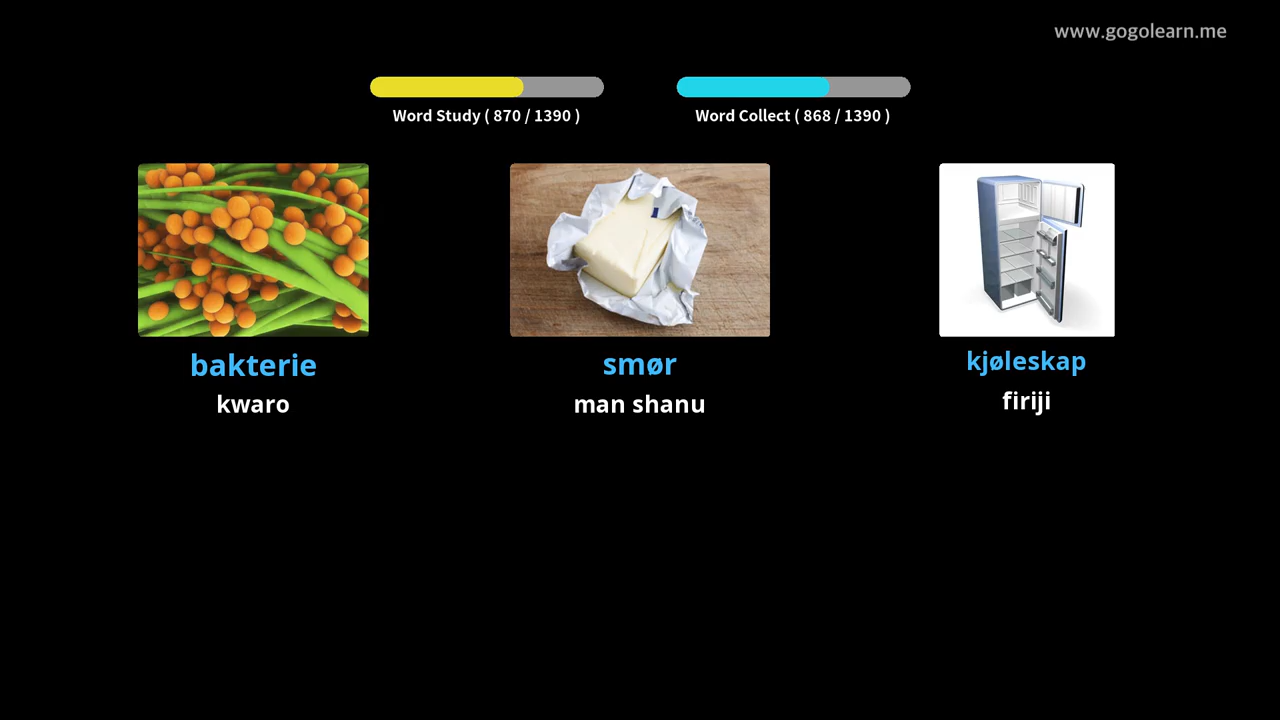 www.gogolearn.me
Word Study ( 870 / 1390 )
Word Collect ( 868 / 1390 )
bakterie
kwaro
smør
man shanu
kjøleskap
firiji